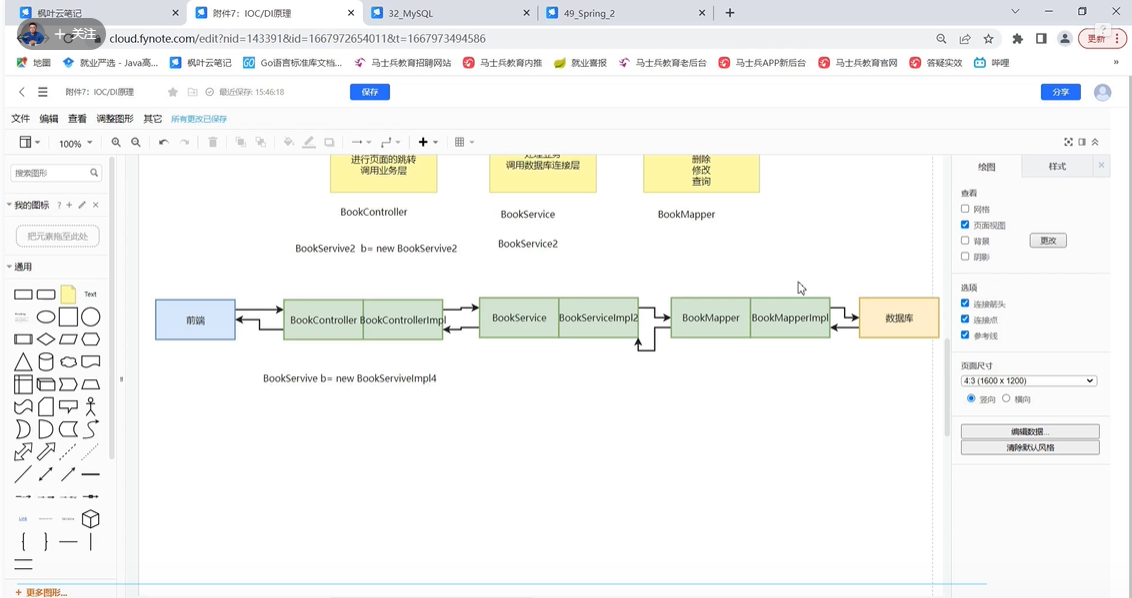 枫叶云笔记
附件7：IOC/DI原理
32_MySQL
49_Spring_2
+ 关注
cloud.fynote.com/edit?nid=143391&id=1667972654011&t=1667973494586
更新
地图
就业严选 - Java高...
枫叶云笔记
Go语言标准库文档...
马士兵教育招聘网站
马士兵教育内推
就业喜报
马士兵教育老后台
马士兵APP新后台
马士兵教育官网
答疑实效
哔哩
附件7：IOC/DI原理
最近保存: 15:46:18
保存
分享
文件
编辑
查看
调整图形
其它
所有更改已保存
100%
搜索图形
我的图标
把元素拖至此处
通用
Text
更多图形...
进行页面的跳转
调用业务层
处理业务
调用数据库连接层
删除
修改
查询
BookController
BookService
BookMapper
BookServive2 b= new BookServive2
BookService2
前端
BookController
BookControllerImpl
BookService
BookServiceImpl2
BookMapper
BookMapperImpl
数据库
BookServive b= new BookServiveImpl4
绘图
样式
查看
网格
页面视图
背景
更改
阴影
选项
连接箭头
连接点
参考线
页面尺寸
4:3 (1600 x 1200)
竖向
横向
编辑数据...
清除默认风格